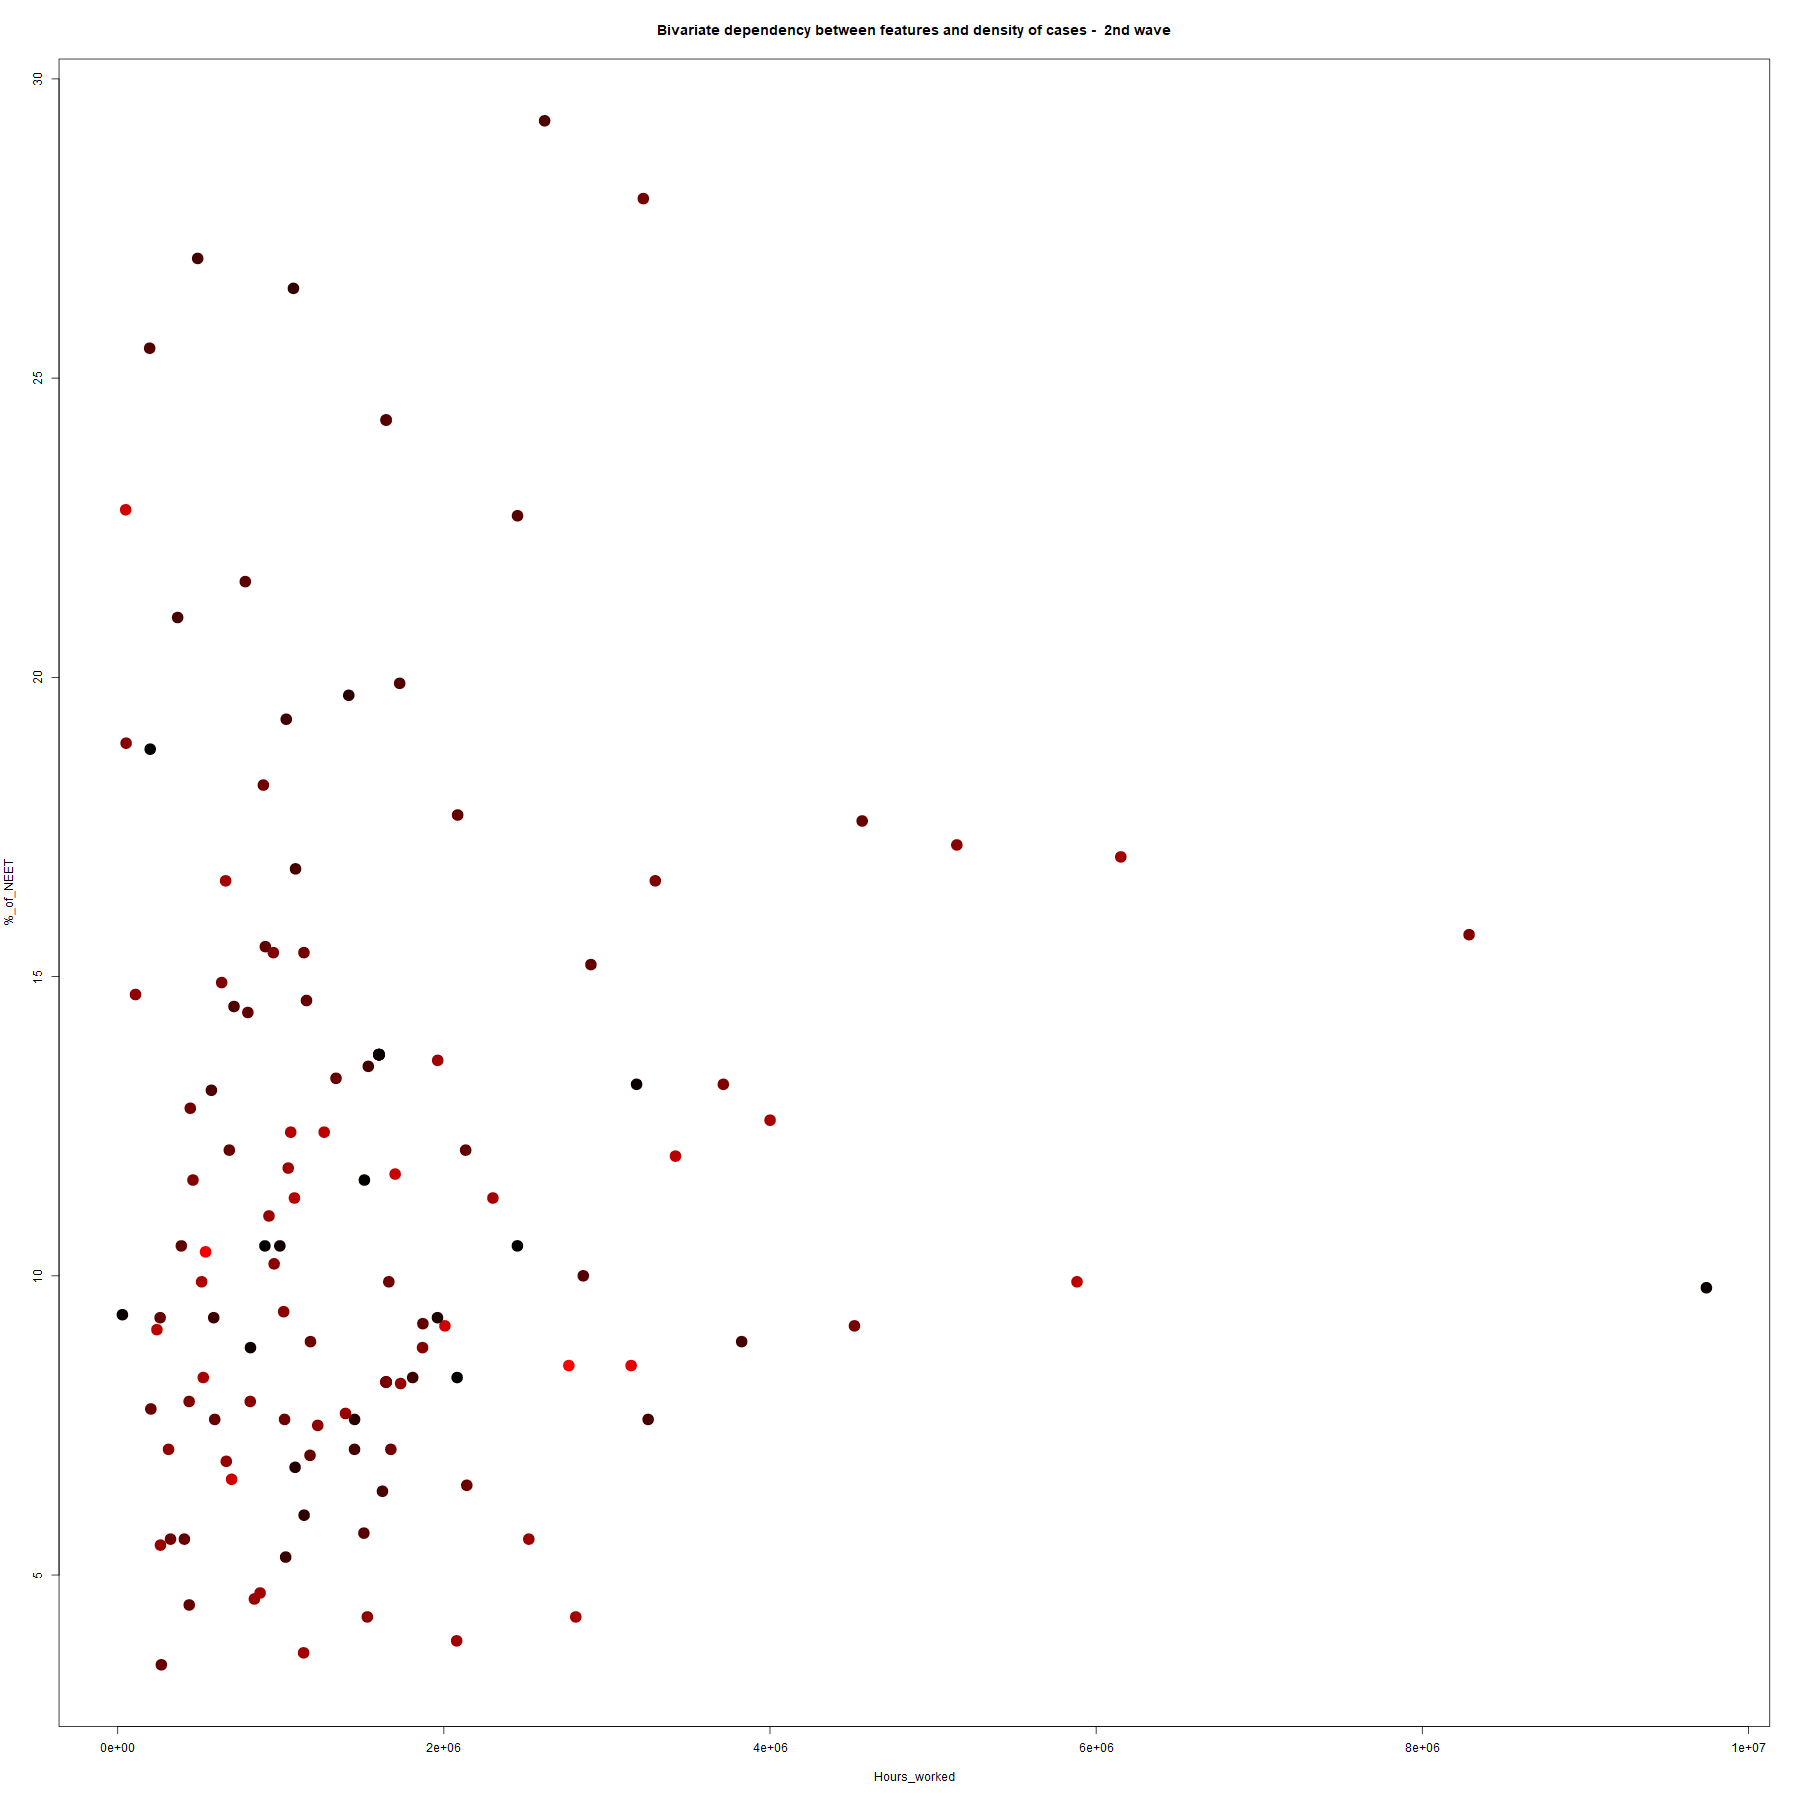 Bivariate dependency between features and density of cases -  2nd wave
30
25
20
15
10
5
%_of_NEET
0e+00 2e+06 4e+06 6e+06 8e+06 1e+07
Hours_worked